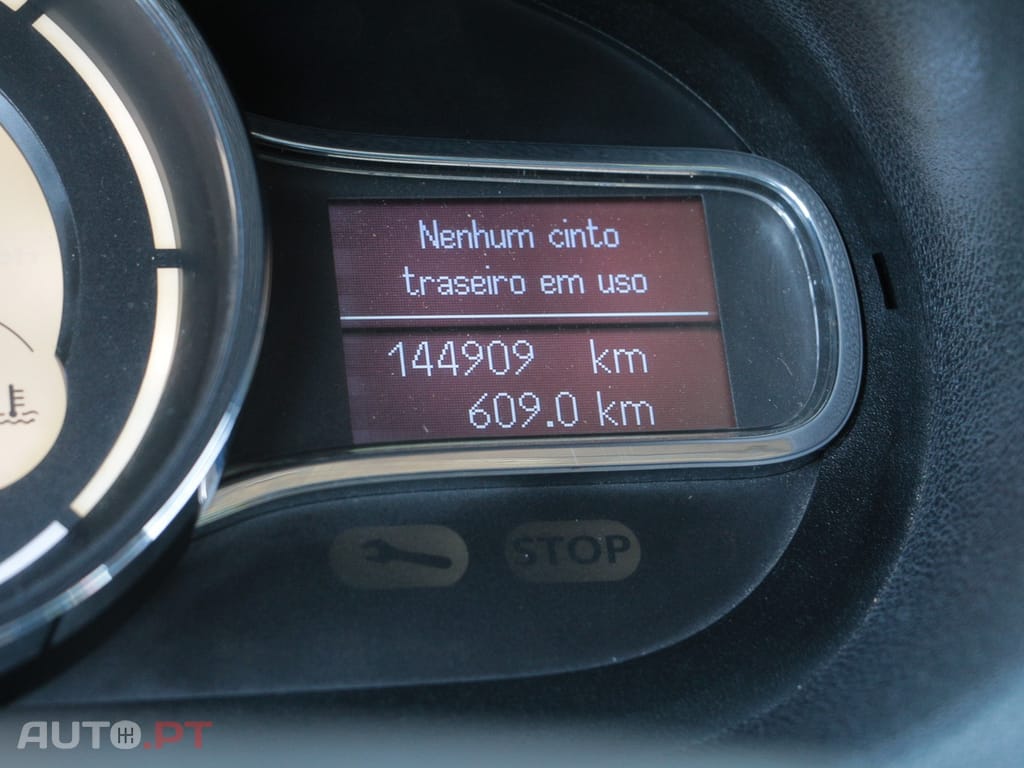 Nenhum cinto
traseiro em uso
144909 km
609.0 km
STOP
AUTO.PT